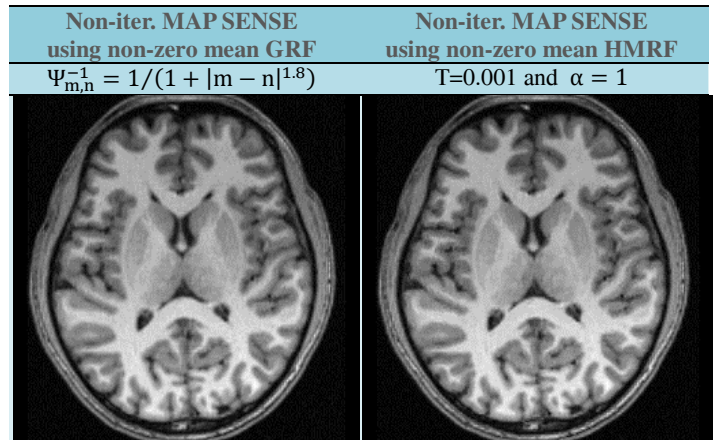 Non-iter. MAP SENSE
using non-zero mean GRF
Non-iter. MAP SENSE
using non-zero mean HMRF
Ψ⁻¹ₘ,ₙ = 1/(1 + |m − n|¹·⁸)
T=0.001 and α = 1